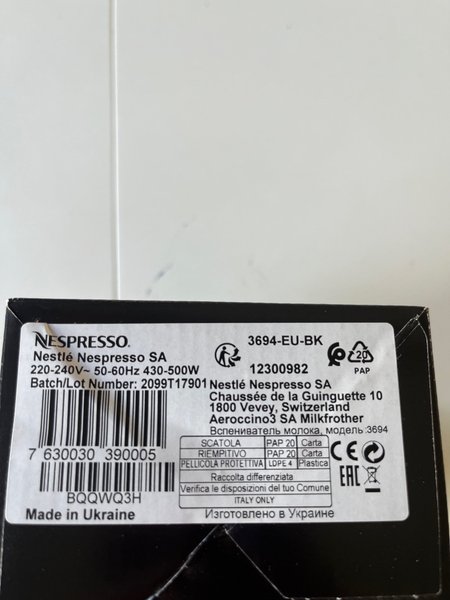 NESPRESSO.
Nestlé Nespresso SA
220-240V~ 50-60Hz 430-500W
Batch/Lot Number: 2099T17901
3694-EU-BK
12300982
20
PAP
Nestlé Nespresso SA
Chaussée de la Guinguette 10
1800 Vevey, Switzerland
Aeroccino3 SA Milkfrother
Вспениватель молока, модель:3694
7 630030 390005
BQQWQ3H
Made in Ukraine
SCATOLA PAP 20 Carta
RIEMPITIVO PAP 20 Carta
PELLICOLA PROTETTIVA LDPE 4 Plastica
Raccolta differenziata
Verifica le disposizioni del tuo Comune
ITALY ONLY
CE
EAC
Изготовлено в Украине